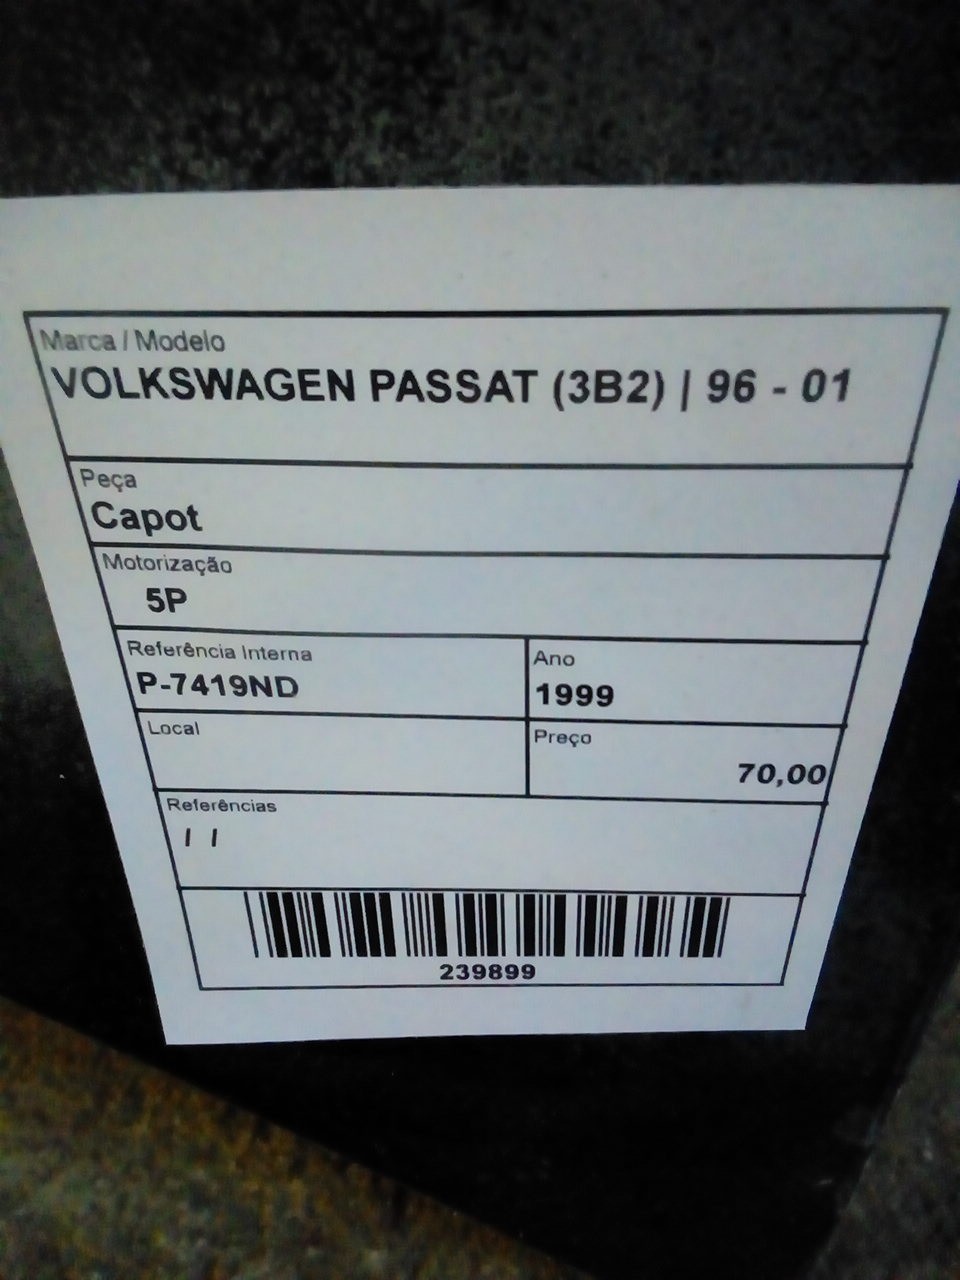 Marca / Modelo
VOLKSWAGEN PASSAT (3B2) | 96 - 01
Peça
Capot
Motorização
5P
Referência Interna
P-7419ND
Ano
1999
Local
Preço
70,00
Referências
| |
239899